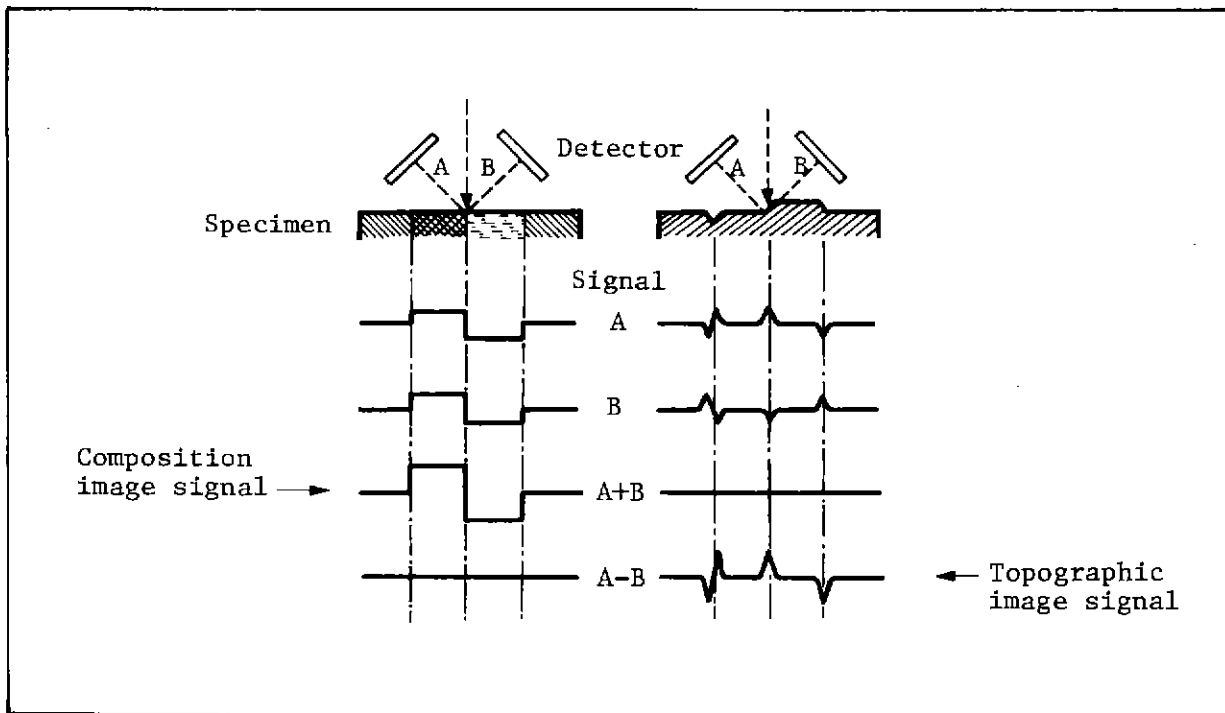 A B Detector A B
Specimen
Signal
A
B
Composition
image signal
A+B
A-B
Topographic
image signal